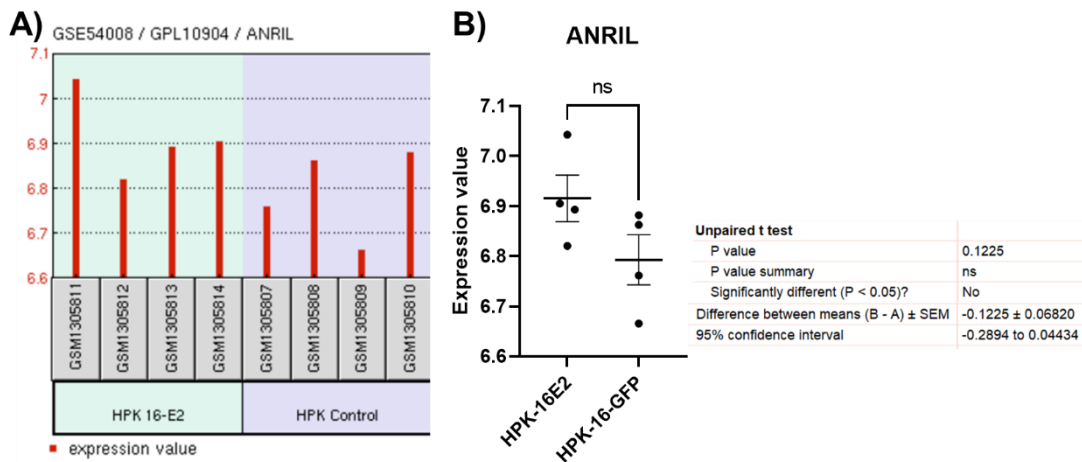 A)
GSE54008 / GPL10904 / ANRIL
7.1
7
6.9
6.8
6.7
6.6
GSM1305811
GSM1305812
GSM1305813
GSM1305814
GSM1305807
GSM1305808
GSM1305809
GSM1305810
HPK 16-E2
HPK Control
expression value
B)
ANRIL
ns
Expression value
7.1
7.0
6.9
6.8
6.7
6.6
HPK-16E2
HPK-16-GFP
Unpaired t test
P value 0.1225
P value summary ns
Significantly different (P < 0.05)? No
Difference between means (B - A) ± SEM -0.1225 ± 0.06820
95% confidence interval -0.2894 to 0.04434